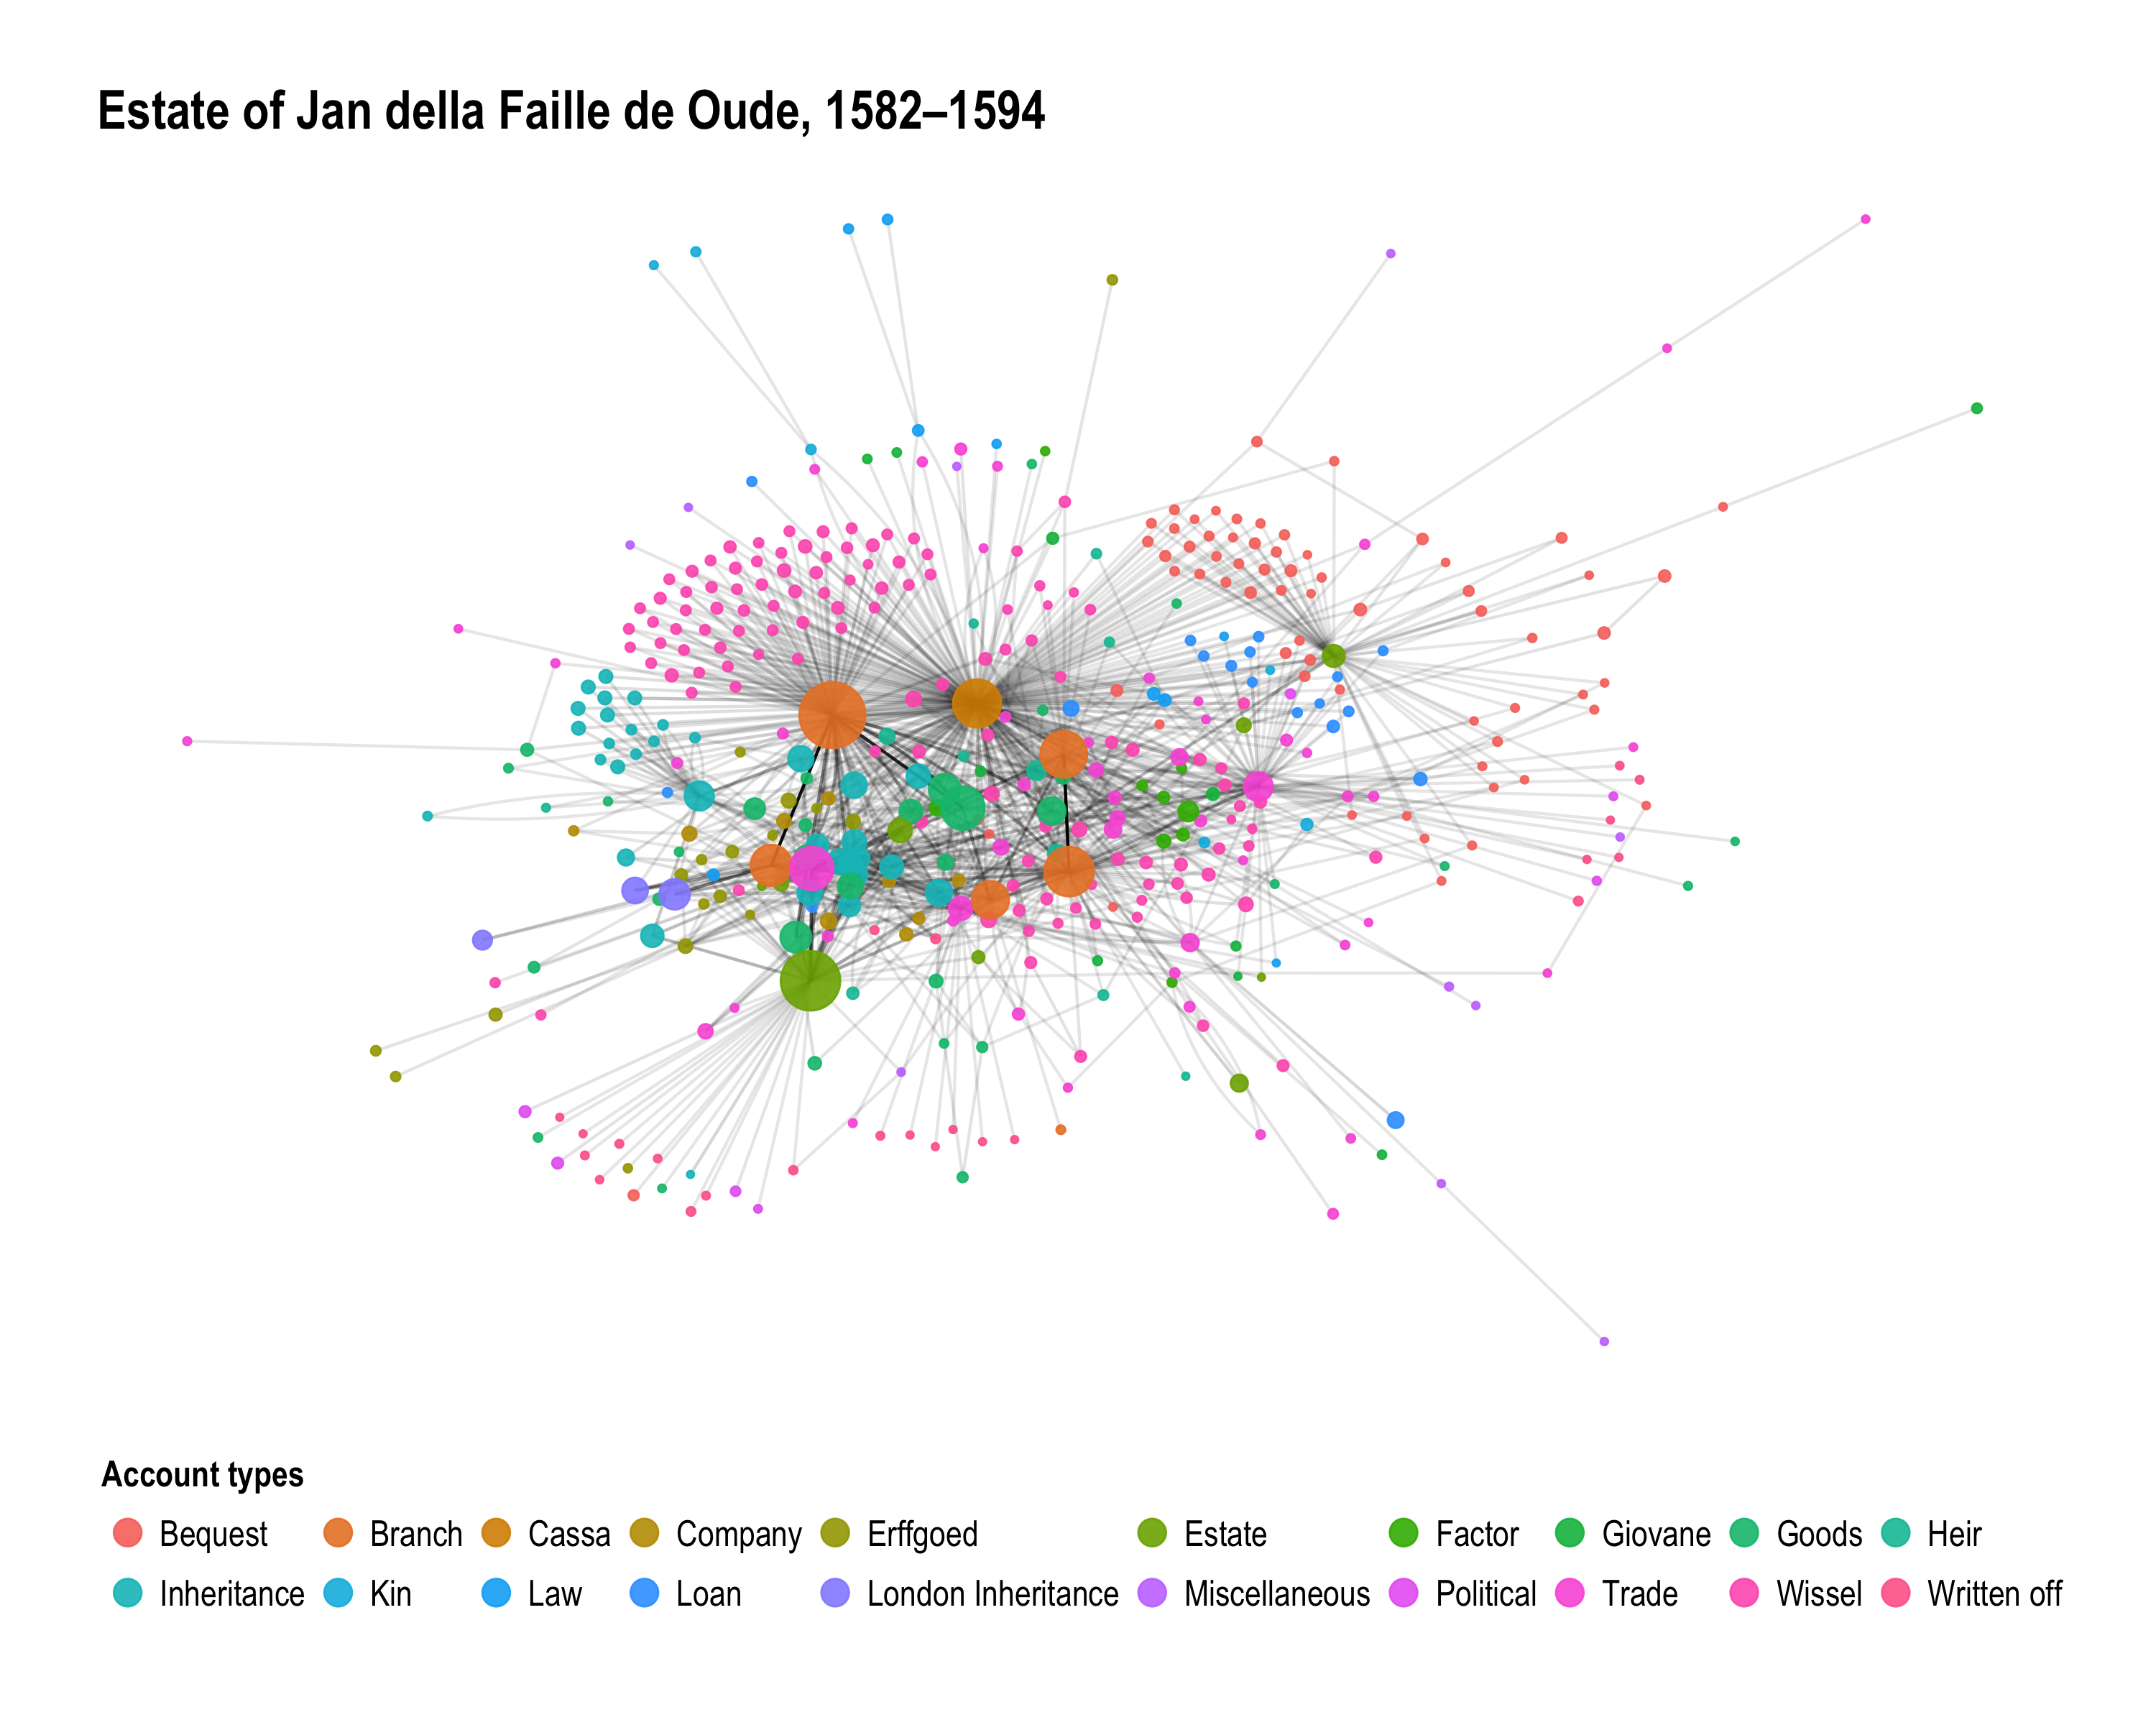 Estate of Jan della Faille de Oude, 1582–1594
Account types
Bequest Branch Cassa Company Erffgoed Estate Factor Giovane Goods Heir
Inheritance Kin Law Loan London Inheritance Miscellaneous Political Trade Wissel Written off